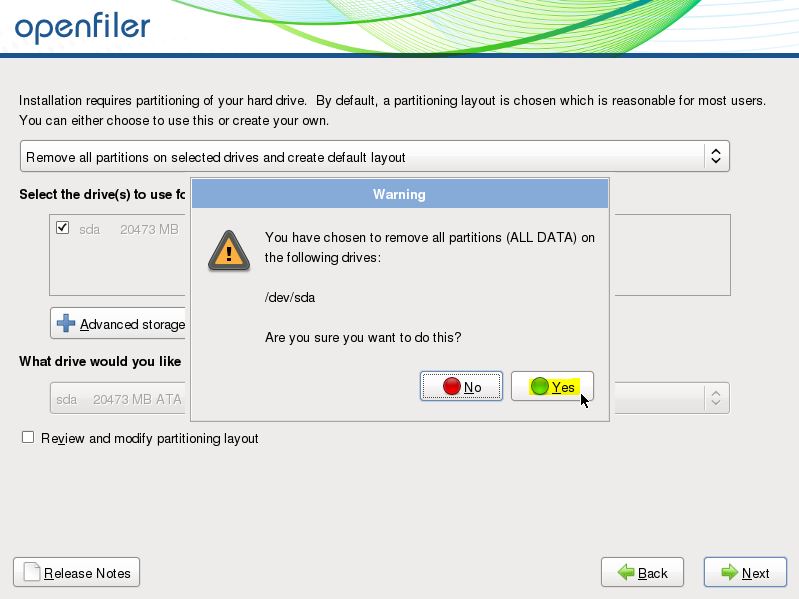 openfiler
Installation requires partitioning of your hard drive. By default, a partitioning layout is chosen which is reasonable for most users.
You can either choose to use this or create your own.
Remove all partitions on selected drives and create default layout
Select the drive(s) to use
sda 20473 MB
Warning
You have chosen to remove all partitions (ALL DATA) on
the following drives:
/dev/sda
Are you sure you want to do this?
No Yes
Advanced storage
What drive would you like
sda 20473 MB ATA
Review and modify partitioning layout
Release Notes Back Next